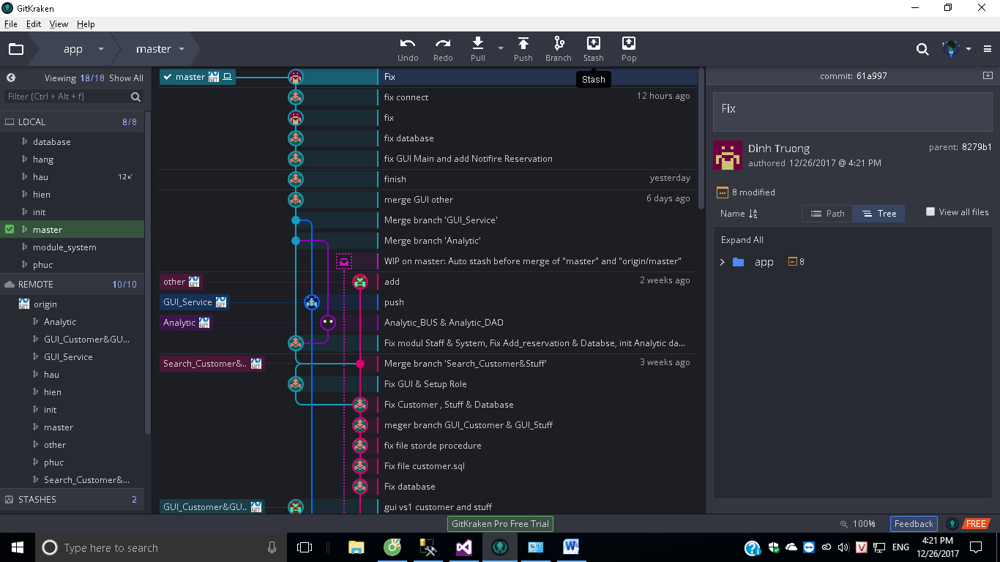 GitKraken
File Edit View Help
app master
Undo Redo Pull Push Branch Stash Pop
Stash
Viewing 18/18 Show All
Filter (Ctrl + Alt + f)
LOCAL 8/8
database
hang
hau 12
hien
init
master
module_system
phuc
REMOTE 10/10
origin
Analytic
GUI_Customer&GU...
GUI_Service
hau
hien
init
master
other
phuc
Search_Customer&...
STASHES 2
master .NET Fix
fix connect 12 hours ago
fix
fix database
fix GUI Main and add Notifire Reservation
finish yesterday
merge GUI other 6 days ago
Merge branch 'GUI_Service'
Merge branch 'Analytic'
WIP on master: Auto stash before merge of "master" and "origin/master"
other .NET add 2 weeks ago
GUI_Service .NET push
Analytic .NET Analytic_BUS & Analytic_DAO
Fix modul Staff & System, Fix Add_reservation & Databse, init Analytic da...
Search_Customer&.. .NET Merge branch 'Search_Customer&Stuff' 3 weeks ago
Fix GUI & Setup Role
Fix Customer , Stuff & Database
meger branch GUI_Customer & GUI_Stuff
fix file storde procedure
Fix file customer.sql
Fix database
GUI_Customer&GU.. .NET gui vs1 customer and stuff
commit: 61a997
Fix
Dinh Truong parent: 8279b1
authored 12/26/2017 @ 4:21 PM
8 modified
Name Path Tree View all files
Expand All
app 8
GitKraken Pro Free Trial
100% Feedback FREE
Type here to search
ENG
4:21 PM
12/26/2017